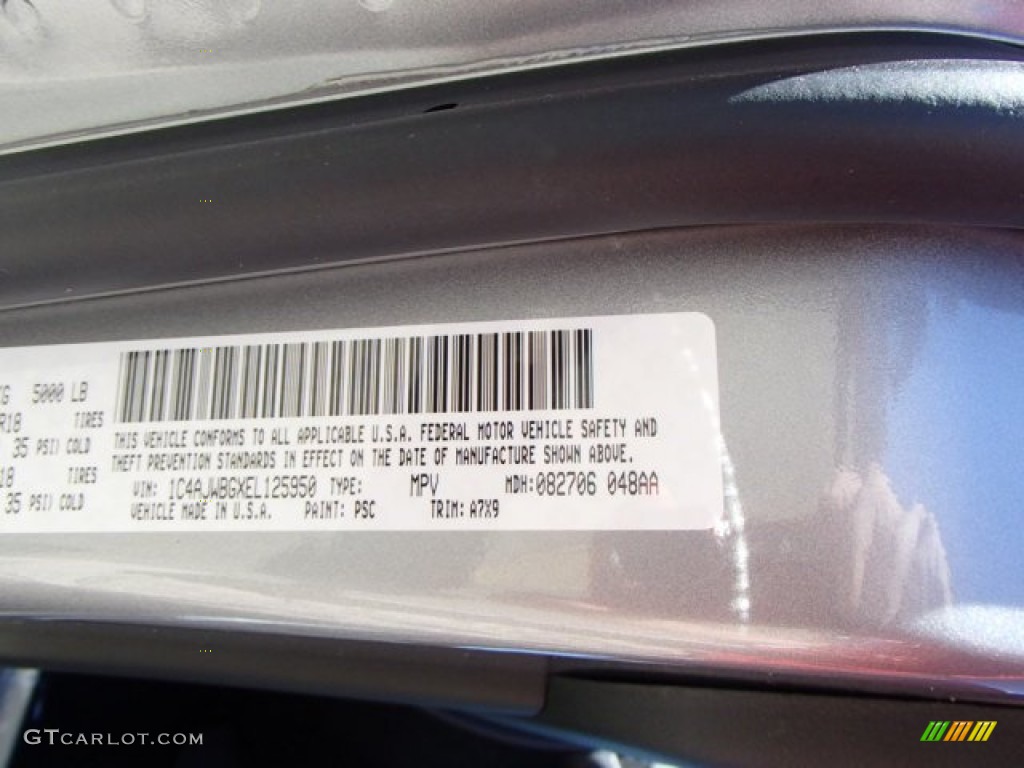 KG 5000 LB
R18 TIRES
35 PSI) COLD
18 TIRES
35 PSI) COLD
THIS VEHICLE CONFORMS TO ALL APPLICABLE U.S.A. FEDERAL MOTOR VEHICLE SAFETY AND
THEFT PREVENTION STANDARDS IN EFFECT ON THE DATE OF MANUFACTURE SHOWN ABOVE.
VIN: 1C4AJWBGXEL125950 TYPE: MPV MDH:082706 048AA
VEHICLE MADE IN U.S.A. PAINT: PSC TRIM: A7X9
GTCARLOT.COM